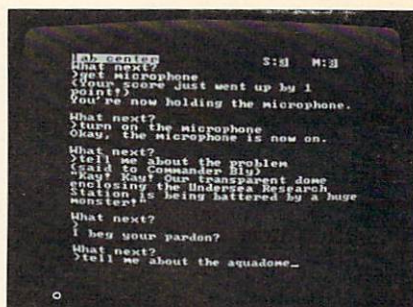 lab center S:3 M:3
What next?
>get microphone
(Your score just went up by 1
point!)
You're now holding the microphone.
What next?
>turn on the microphone
Okay, the microphone is now on.
What next?
>tell me about the problem
(said to Commander Bly)
"Kay! Kay! Our transparent dome
enclosing the Undersea Research
Station is being battered by a huge
monster!"
What next?
>
I beg your pardon?
What next?
>tell me about the aquadome_